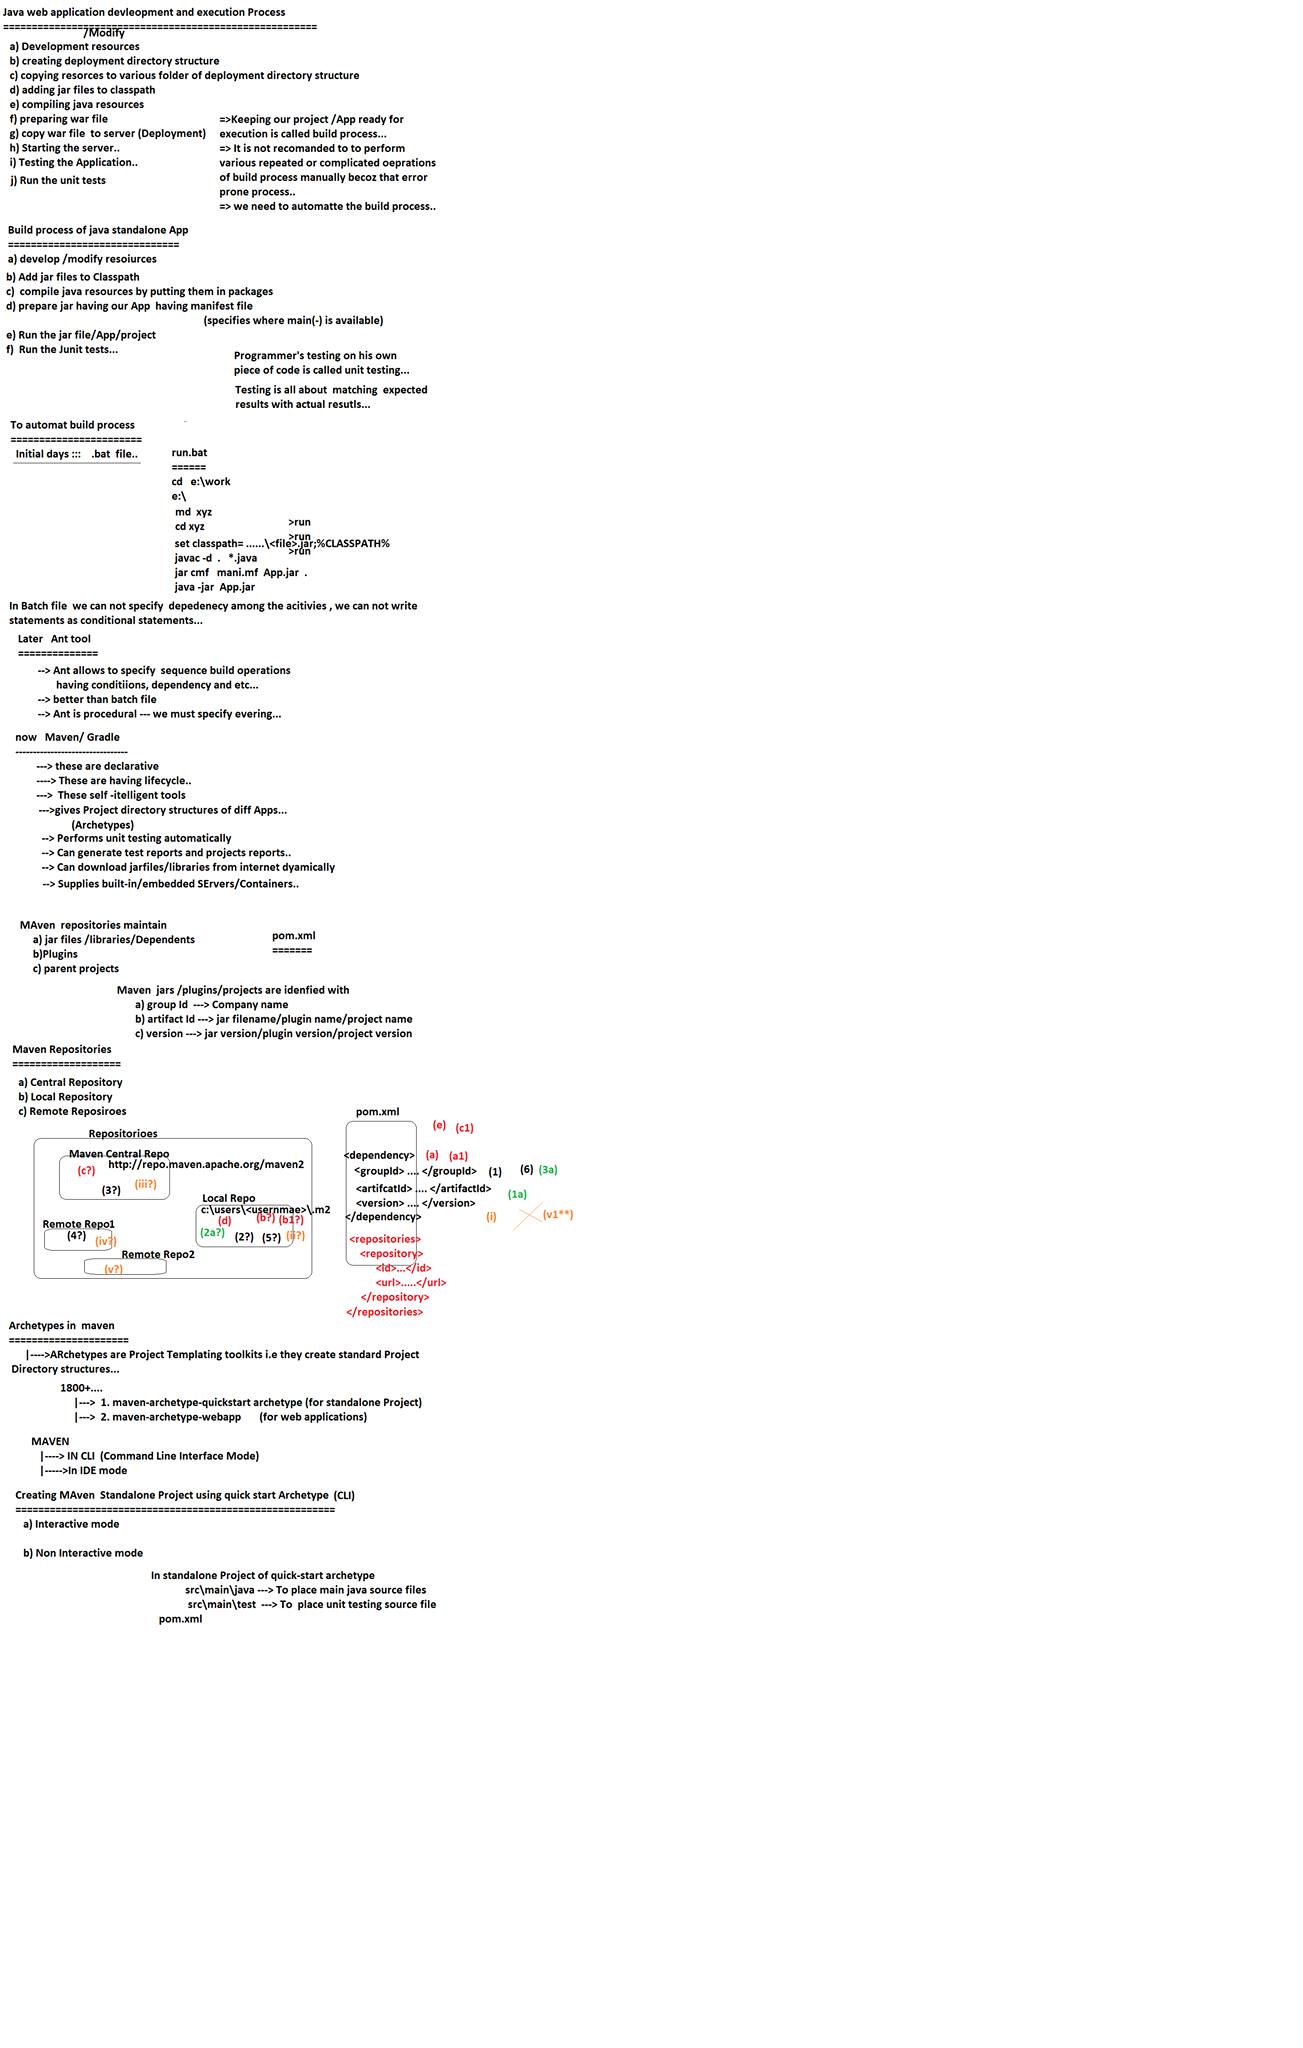 Java web application devleopment and execution Process
======================================================
/Modify
a) Development resources
b) creating deployment directory structure
c) copying resorces to various folder of deployment directory structure
d) adding jar files to classpath
e) compiling java resources
f) preparing war file
g) copy war file  to server (Deployment)
h) Starting the server..
i) Testing the Application..
j) Run the unit tests
=>Keeping our project /App ready for
execution is called build process...
=> It is not recomanded to to perform
various repeated or complicated oeprations
of build process manually becoz that error
prone process..
=> we need to automatte the build process..
Build process of java standalone App
==============================
a) develop /modify resoiurces
b) Add jar files to Classpath
c)  compile java resources by putting them in packages
d) prepare jar having our App  having manifest file
(specifies where main(-) is available)
e) Run the jar file/App/project
f)  Run the Junit tests...
Programmer's testing on his own
piece of code is called unit testing...
Testing is all about  matching  expected
results with actual resutls...
To automat build process
=======================
Initial days :::    .bat  file..
run.bat
======
cd   e:\work
e:\
md  xyz
cd xyz
>run
>run
>run
set classpath= ......\<file>.jar;%CLASSPATH%
javac -d  .   *.java
jar cmf   mani.mf  App.jar  .
java -jar  App.jar
In Batch file  we can not specify  depedenecy among the acitivies , we can not write
statements as conditional statements...
Later   Ant tool
==============
--> Ant allows to specify  sequence build operations
having conditiions, dependency and etc...
--> better than batch file
--> Ant is procedural --- we must specify evering...
now   Maven/ Gradle
--------------------------------
---> these are declarative
----> These are having lifecycle..
--->  These self -itelligent tools
--->gives Project directory structures of diff Apps...
(Archetypes)
--> Performs unit testing automatically
--> Can generate test reports and projects reports..
--> Can download jarfiles/libraries from internet dyamically
--> Supplies built-in/embedded SErvers/Containers..
MAven  repositories maintain
a) jar files /libraries/Dependents
b)Plugins
c) parent projects
pom.xml
=======
Maven  jars /plugins/projects are idenfied with
a) group Id  ---> Company name
b) artifact Id ---> jar filename/plugin name/project name
c) version ---> jar version/plugin version/project version
Maven Repositories
===================
a) Central Repository
b) Local Repository
c) Remote Reposiroes
Repositorioes
Maven Central Repo
http://repo.maven.apache.org/maven2
(c?)
(3?)
(iii?)
Local Repo
c:\users\<usernmae>\.m2
(d)
(b?)
(b1?)
(2a?)
(2?)
(5?)
(ii?)
Remote Repo1
(4?)
(iv?)
Remote Repo2
(v?)
pom.xml
(e)
(c1)
<dependency>
(a)
(a1)
<groupId> .... </groupId>
(1)
(6)
(3a)
<artifcatId> .... </artifactId>
(1a)
<version> .... </version>
</dependency>
(i)
(v1**)
<repositories>
<repository>
<id>...</id>
<url>.....</url>
</repository>
</repositories>
Archetypes in  maven
=====================
|---->ARchetypes are Project Templating toolkits i.e they create standard Project
Directory structures...
1800+....
|--->  1. maven-archetype-quickstart archetype (for standalone Project)
|--->  2. maven-archetype-webapp      (for web applications)
MAVEN
|----> IN CLI  (Command Line Interface Mode)
|----->In IDE mode
Creating MAven  Standalone Project using quick start Archetype  (CLI)
========================================================
a) Interactive mode
b) Non Interactive mode
In standalone Project of quick-start archetype
src\main\java ---> To place main java source files
src\main\test  ---> To  place unit testing source file
pom.xml